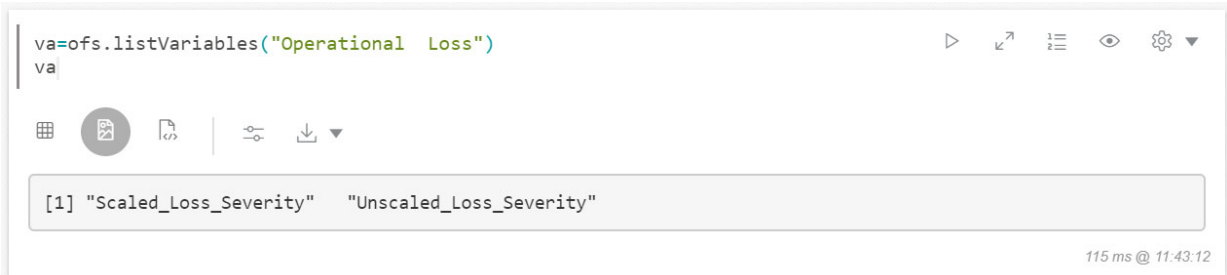 va=ofs.listVariables("Operational  Loss")
va
[1] "Scaled_Loss_Severity"   "Unscaled_Loss_Severity"
115 ms @ 11:43:12